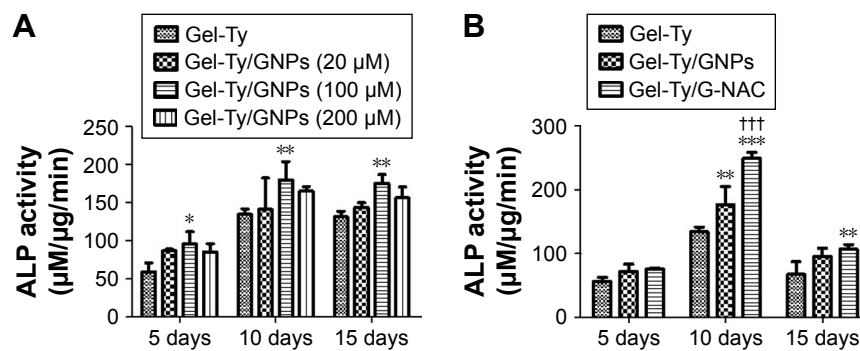 A
Gel-Ty
Gel-Ty/GNPs (20 µM)
Gel-Ty/GNPs (100 µM)
Gel-Ty/GNPs (200 µM)
ALP activity
(µM/µg/min)
250
200
150
100
50
0
*
**
**
5 days
10 days
15 days
B
Gel-Ty
Gel-Ty/GNPs
Gel-Ty/G-NAC
ALP activity
(µM/µg/min)
300
200
100
0
**
†††
***
**
5 days
10 days
15 days